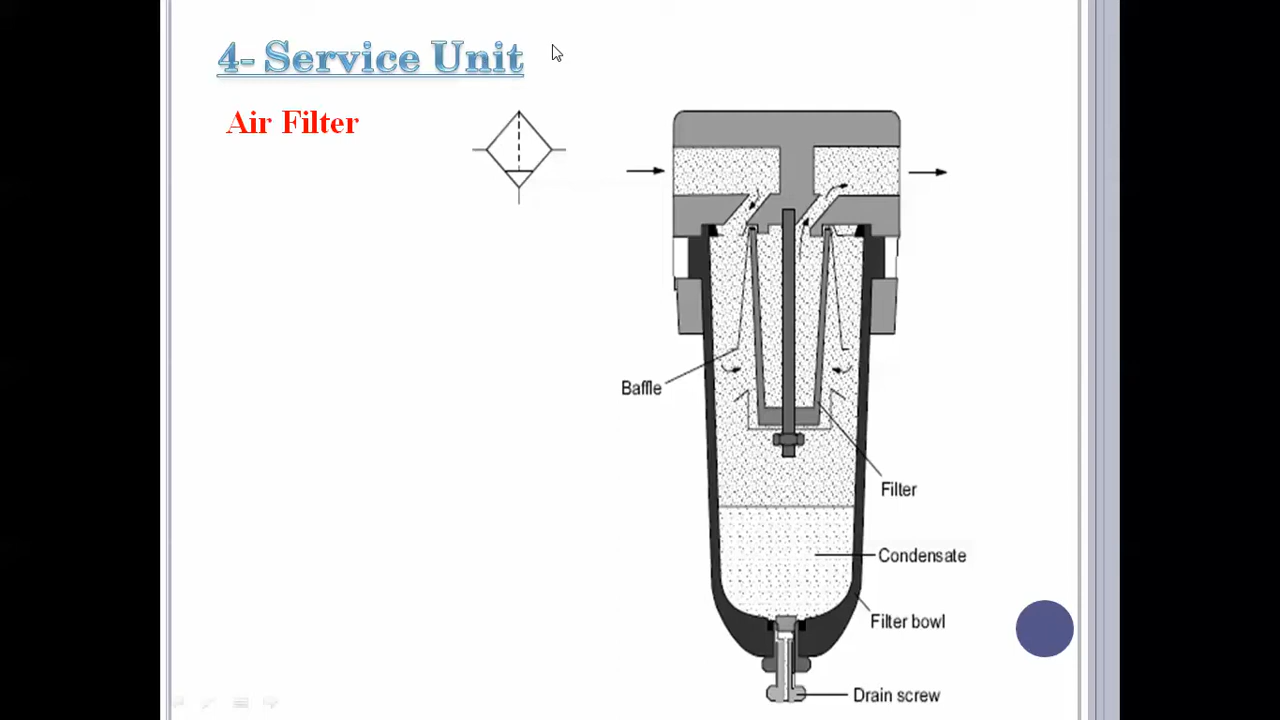 4- Service Unit
Air Filter
Baffle
Filter
Condensate
Filter bowl
Drain screw